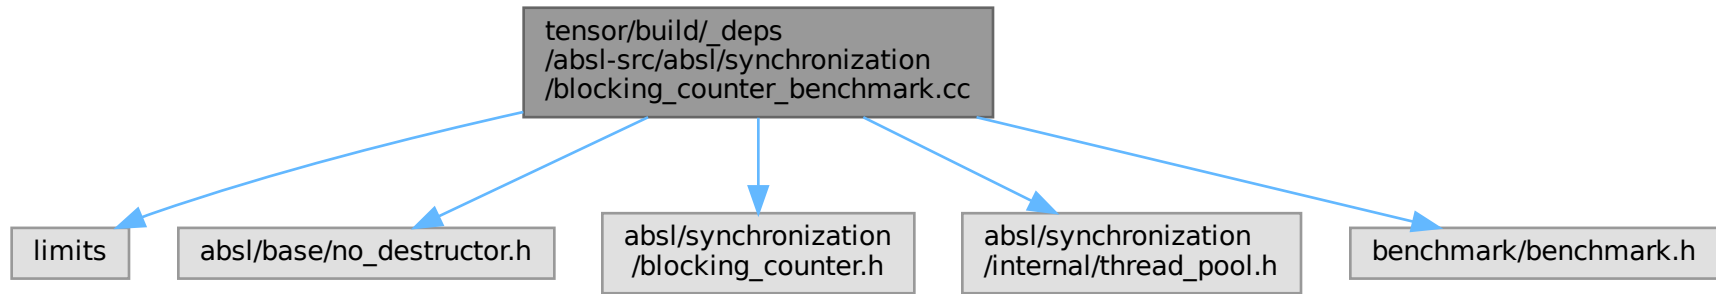 tensor/build/_deps
/absl-src/absl/synchronization
/blocking_counter_benchmark.cc
limits
absl/base/no_destructor.h
absl/synchronization
/blocking_counter.h
absl/synchronization
/internal/thread_pool.h
benchmark/benchmark.h